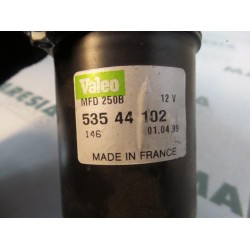 Valeo
MFD 250B 12 V
535 44 102
146 01.04.99
MADE IN FRANCE